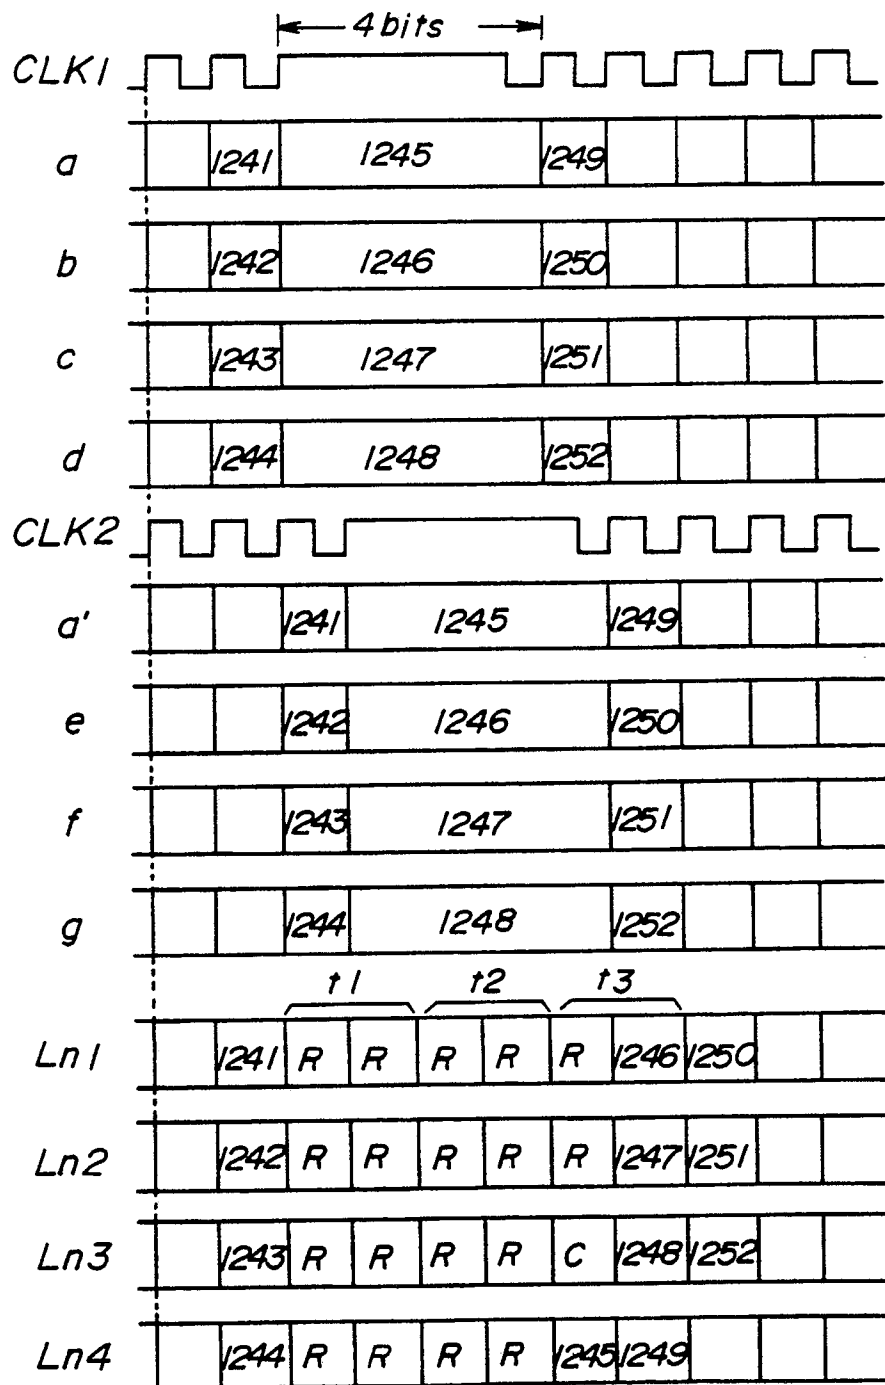 4 bits
CLK1
a 1241 1245 1249
b 1242 1246 1250
c 1243 1247 1251
d 1244 1248 1252
CLK2
a' 1241 1245 1249
e 1242 1246 1250
f 1243 1247 1251
g 1244 1248 1252
t1 t2 t3
Ln1 1241 R R R R R 1246 1250
Ln2 1242 R R R R R 1247 1251
Ln3 1243 R R R R C 1248 1252
Ln4 1244 R R R R 1245 1249